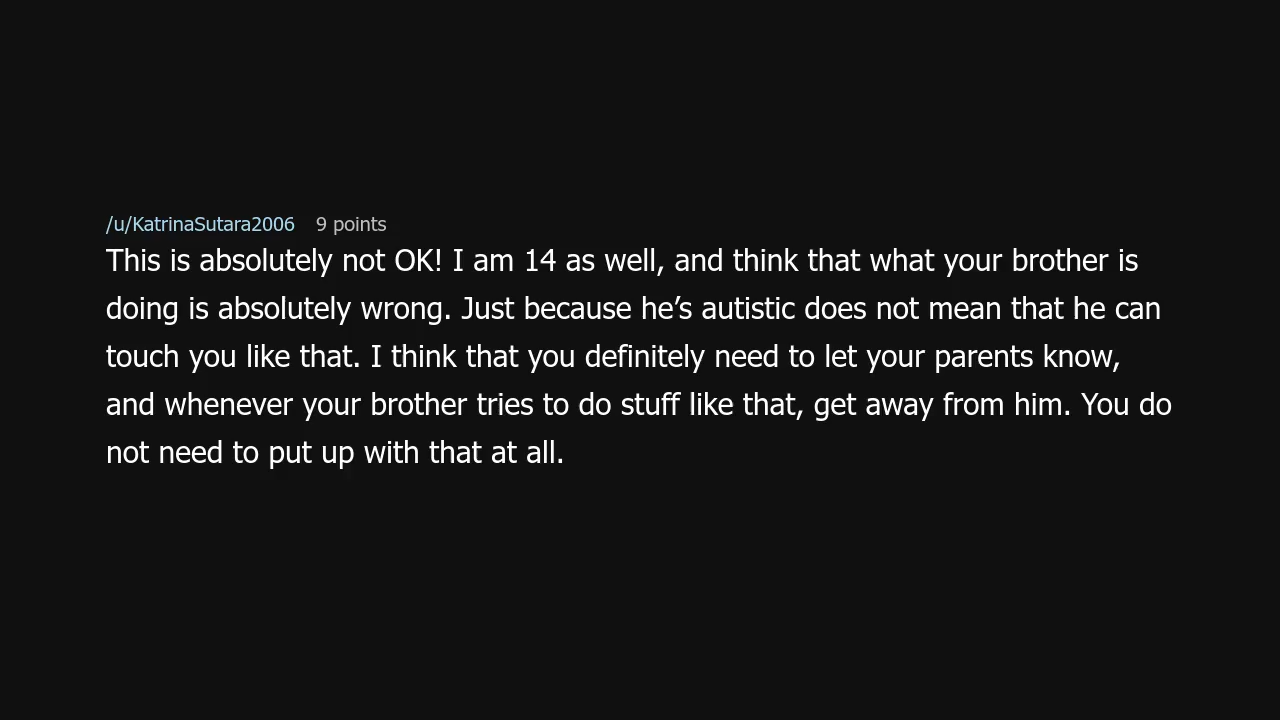 /u/KatrinaSutara2006 9 points
This is absolutely not OK! I am 14 as well, and think that what your brother is
doing is absolutely wrong. Just because he’s autistic does not mean that he can
touch you like that. I think that you definitely need to let your parents know,
and whenever your brother tries to do stuff like that, get away from him. You do
not need to put up with that at all.